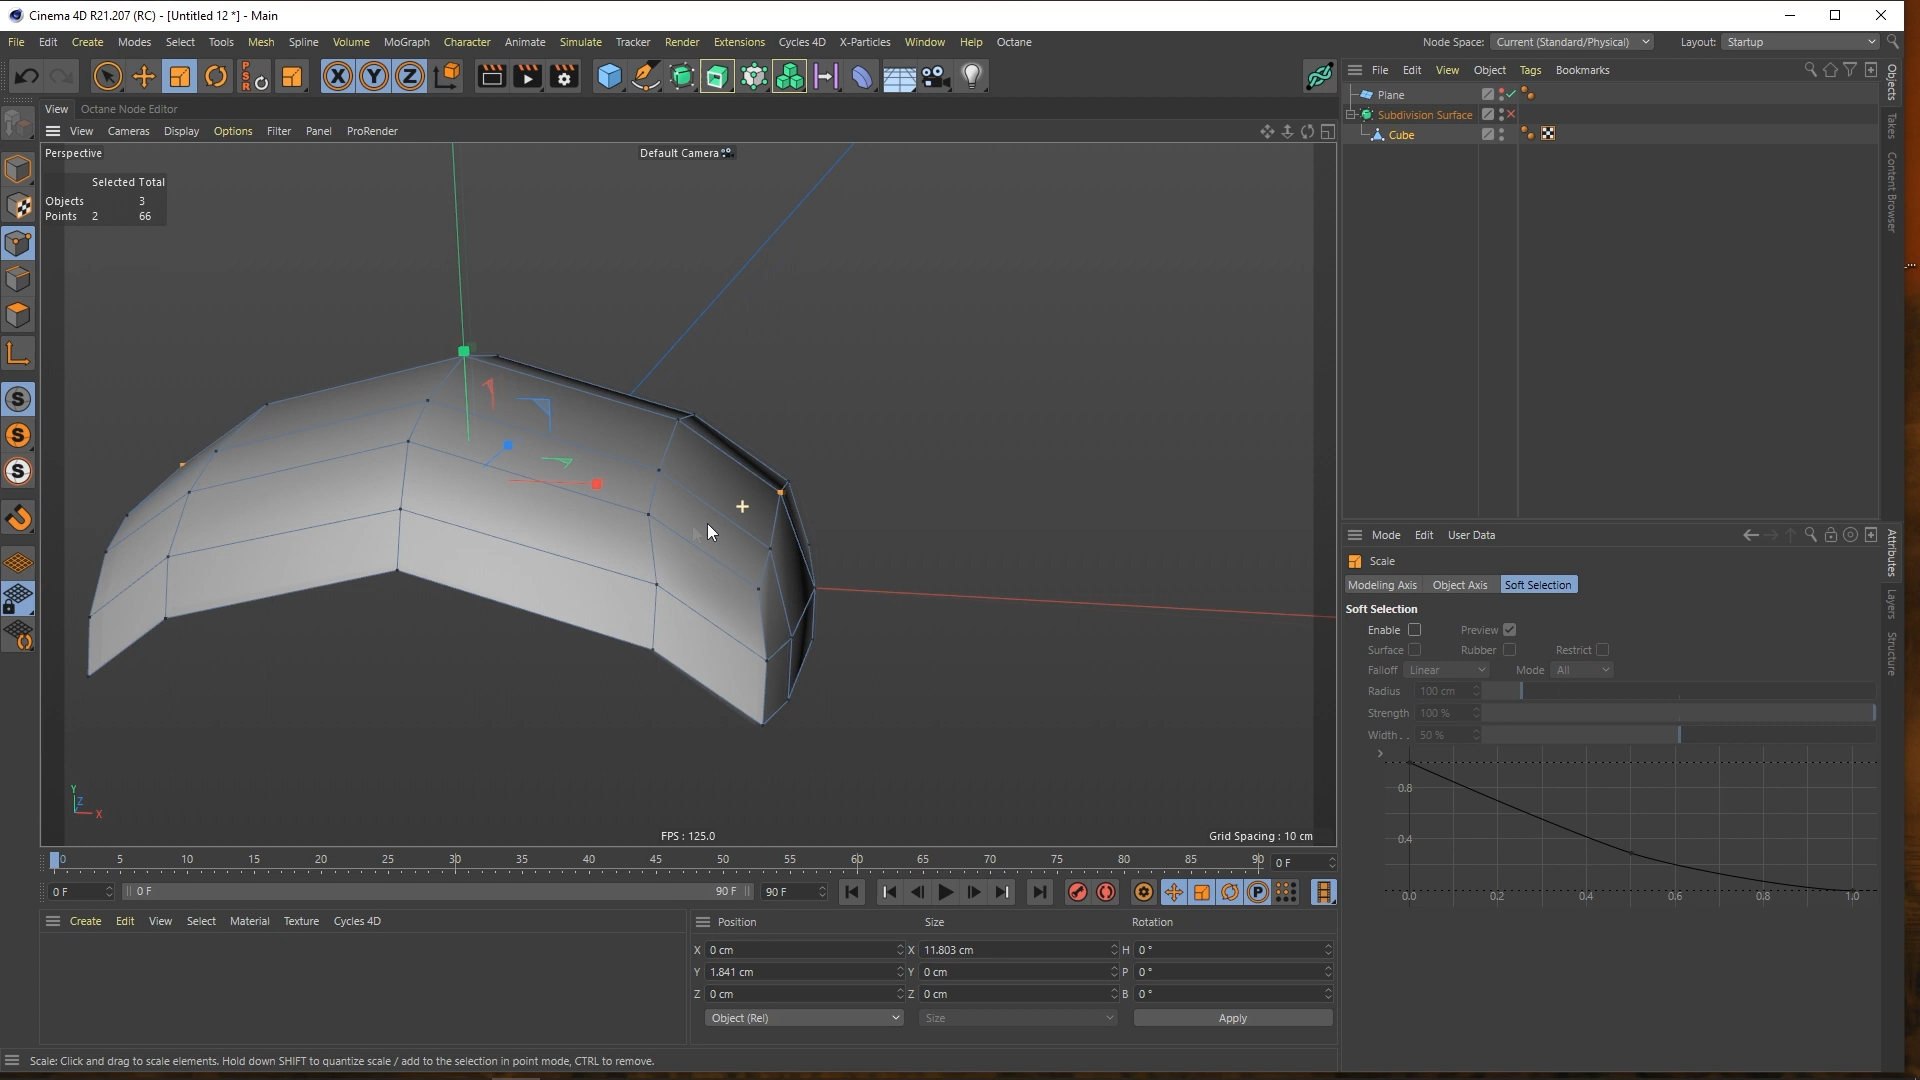 Cinema 4D R21.207 (RC) - [Untitled 12 *] - Main
File Edit Create Modes Select Tools Mesh Spline Volume MoGraph Character Animate Simulate Tracker Render Extensions Cycles 4D X-Particles Window Help Octane
Node Space: Current (Standard/Physical) Layout: Startup
P S R
X Y Z
File Edit View Object Tags Bookmarks
View Octane Node Editor
View Cameras Display Options Filter Panel ProRender
Plane
Subdivision Surface
Cube
Objects
Takes
Content Browser
Perspective
Default Camera
Selected Total
Objects 3
Points 2 66
S
S
S
Y
Z
X
FPS : 125.0
Grid Spacing : 10 cm
Mode Edit User Data
Scale
Modeling Axis Object Axis Soft Selection
Soft Selection
Enable Preview
Surface Rubber Restrict
Falloff Linear Mode All
Radius 100 cm
Strength 100 %
Width . . 50 %
0.8
0.4
0.0 0.2 0.4 0.6 0.8 1.0
Attributes
Layers
Structure
0 5 10 15 20 25 30 35 40 45 50 55 60 65 70 75 80 85 90 0 F
0 F 0 F 90 F 90 F
P
Create Edit View Select Material Texture Cycles 4D
Position Size Rotation
X 0 cm X 11.803 cm H 0 °
Y 1.841 cm Y 0 cm P 0 °
Z 0 cm Z 0 cm B 0 °
Object (Rel) Size Apply
Scale: Click and drag to scale elements. Hold down SHIFT to quantize scale / add to the selection in point mode, CTRL to remove.